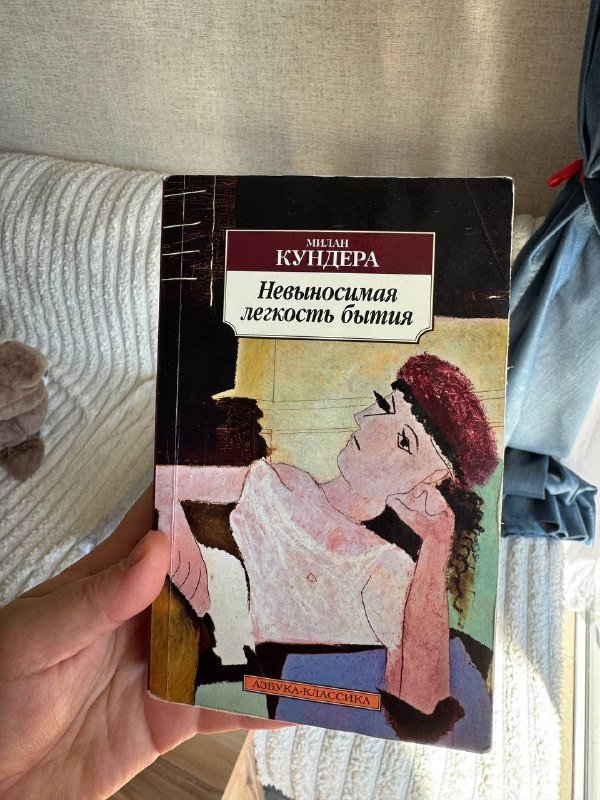 МИЛАН
КУНДЕРА
Невыносимая
легкость бытия
АЗБУКА-КЛАССИКА